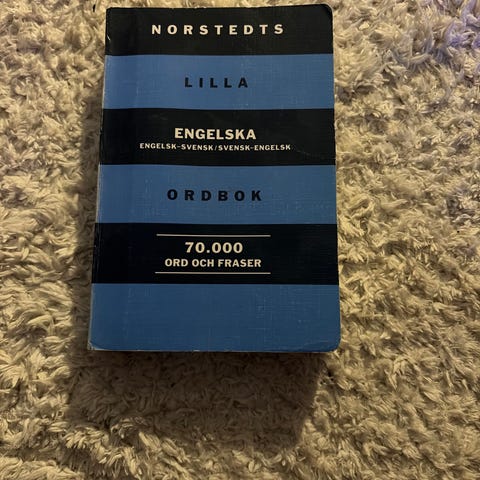 NORSTEDTS
LILLA
ENGELSKA
ENGELSK–SVENSK/SVENSK–ENGELSK
ORDBOK
70.000
ORD OCH FRASER